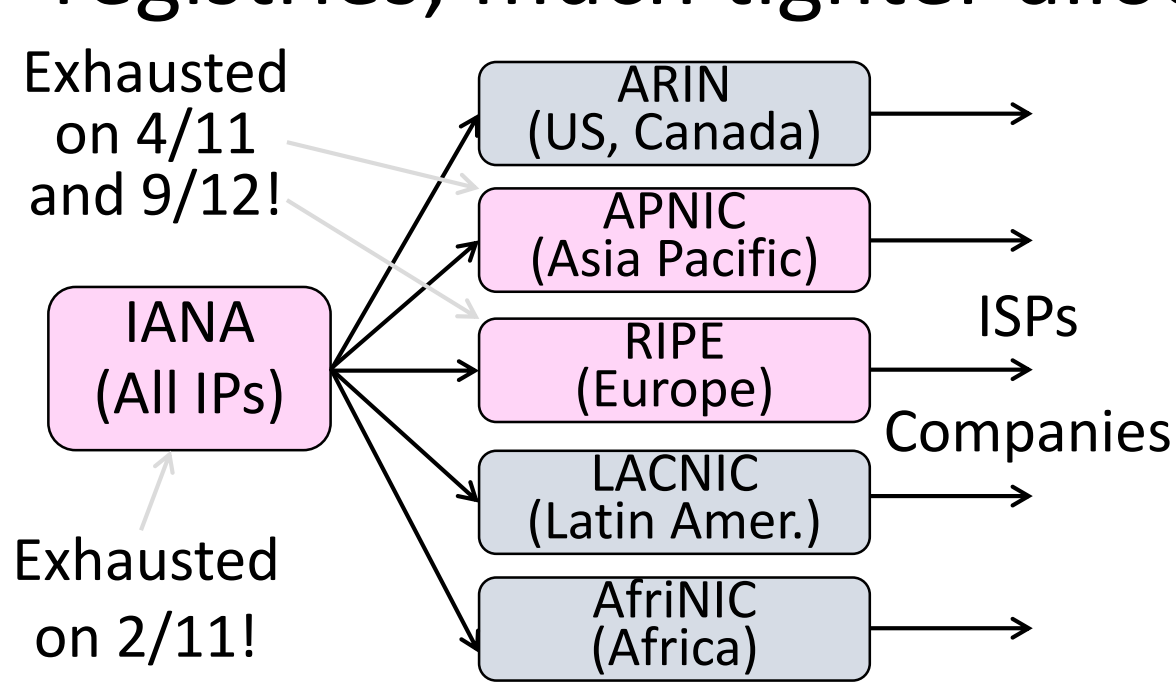 Exhausted
on 4/11
and 9/12!
IANA
(All IPs)
Exhausted
on 2/11!
ARIN
(US, Canada)
APNIC
(Asia Pacific)
RIPE
(Europe)
LACNIC
(Latin Amer.)
AfriNIC
(Africa)
ISPs
Companies